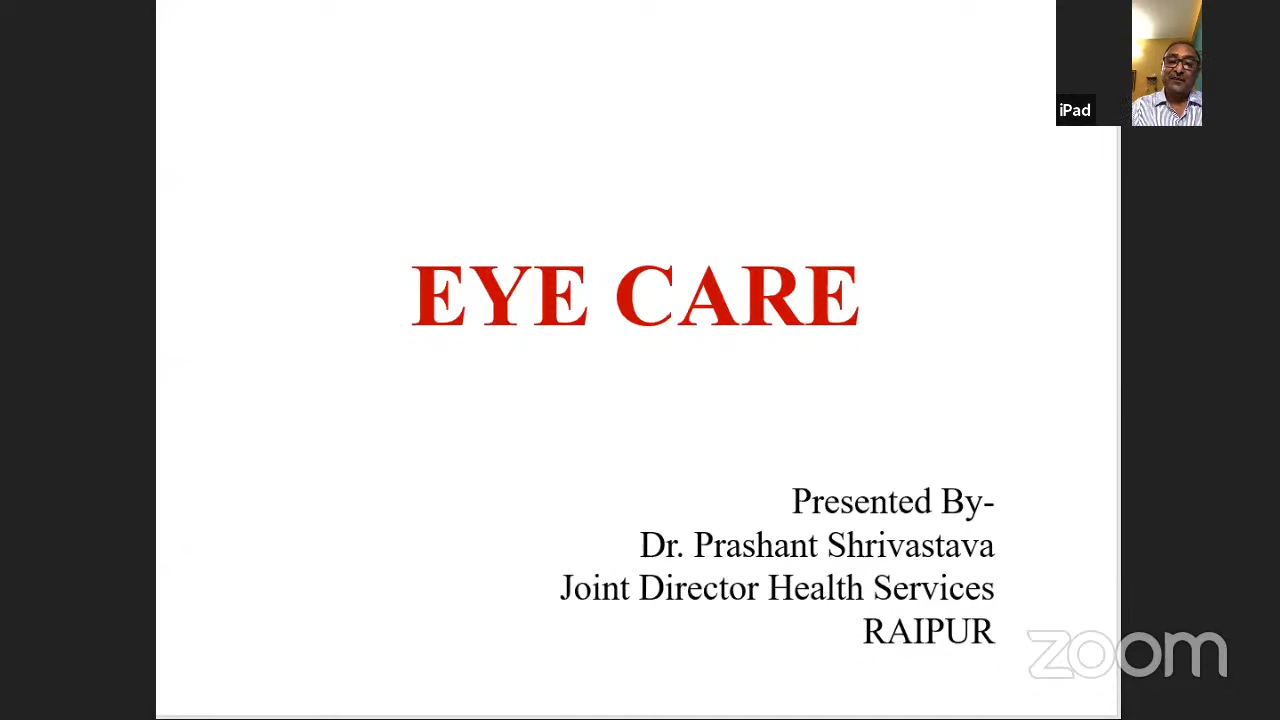 iPad
EYE CARE
Presented By-
Dr. Prashant Shrivastava
Joint Director Health Services
RAIPUR
zoom